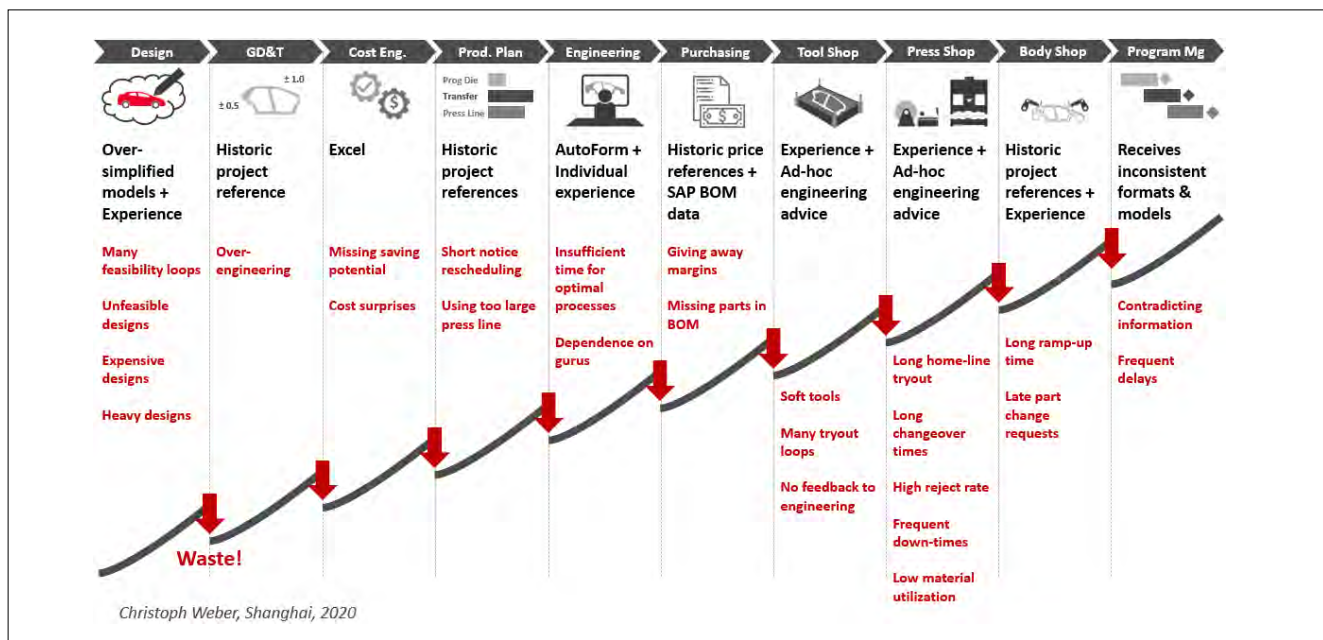 Design
GD&T
Cost Eng.
Prod. Plan
Engineering
Purchasing
Tool Shop
Press Shop
Body Shop
Program Mg
± 1.0
± 0.5
$
Prog Die
Transfer
Press Line
$
Over-
simplified
models +
Experience
Historic
project
reference
Excel
Historic
project
references
AutoForm +
Individual
experience
Historic price
references +
SAP BOM
data
Experience +
Ad-hoc
engineering
advice
Experience +
Ad-hoc
engineering
advice
Historic
project
references +
Experience
Receives
inconsistent
formats &
models
Many
feasibility loops
Unfeasible
designs
Expensive
designs
Heavy designs
Over-
engineering
Missing saving
potential
Cost surprises
Short notice
rescheduling
Using too large
press line
Insufficient
time for
optimal
processes
Dependence on
gurus
Giving away
margins
Missing parts in
BOM
Soft tools
Many tryout
loops
No feedback to
engineering
Long home-line
tryout
Long
changeover
times
High reject rate
Frequent
down-times
Low material
utilization
Long ramp-up
time
Late part
change
requests
Contradicting
information
Frequent
delays
Waste!
Christoph Weber, Shanghai, 2020